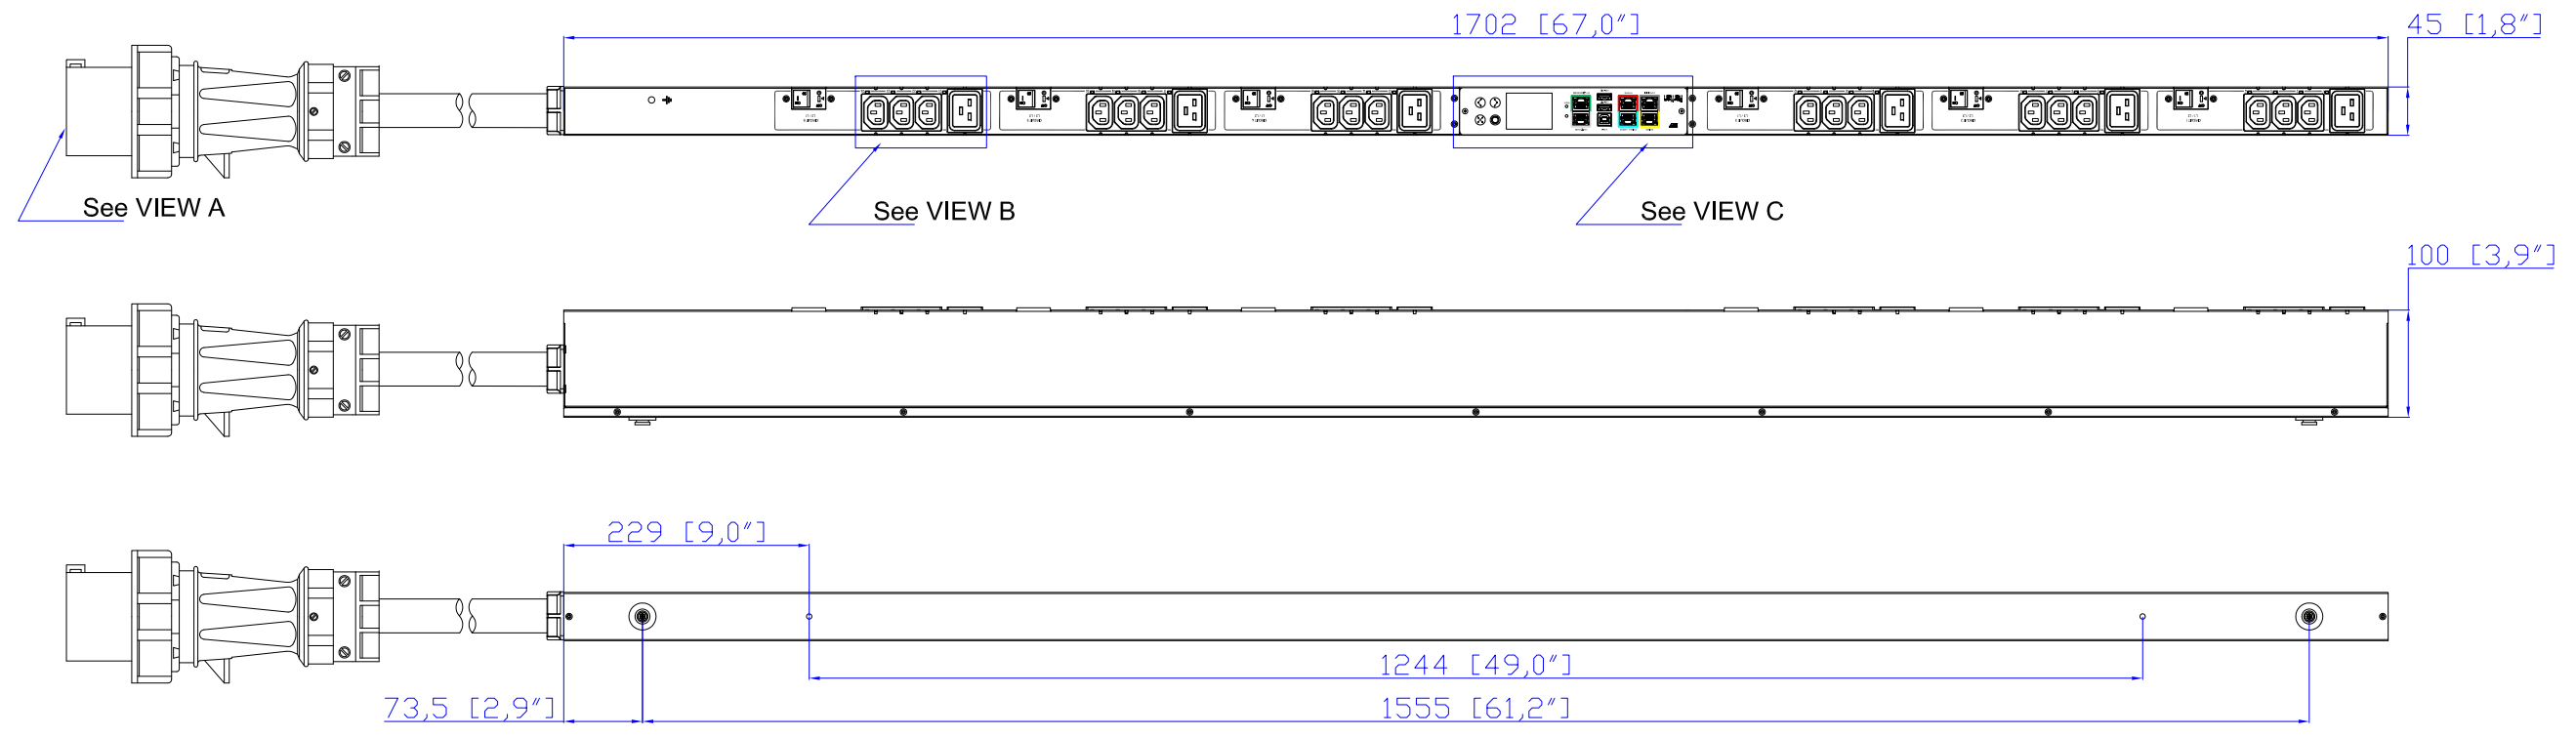 1702 [67,0"]
45 [1,8"]
See VIEW A
See VIEW B
See VIEW C
100 [3,9"]
229 [9,0"]
1244 [49,0"]
73,5 [2,9"]
1555 [61,2"]